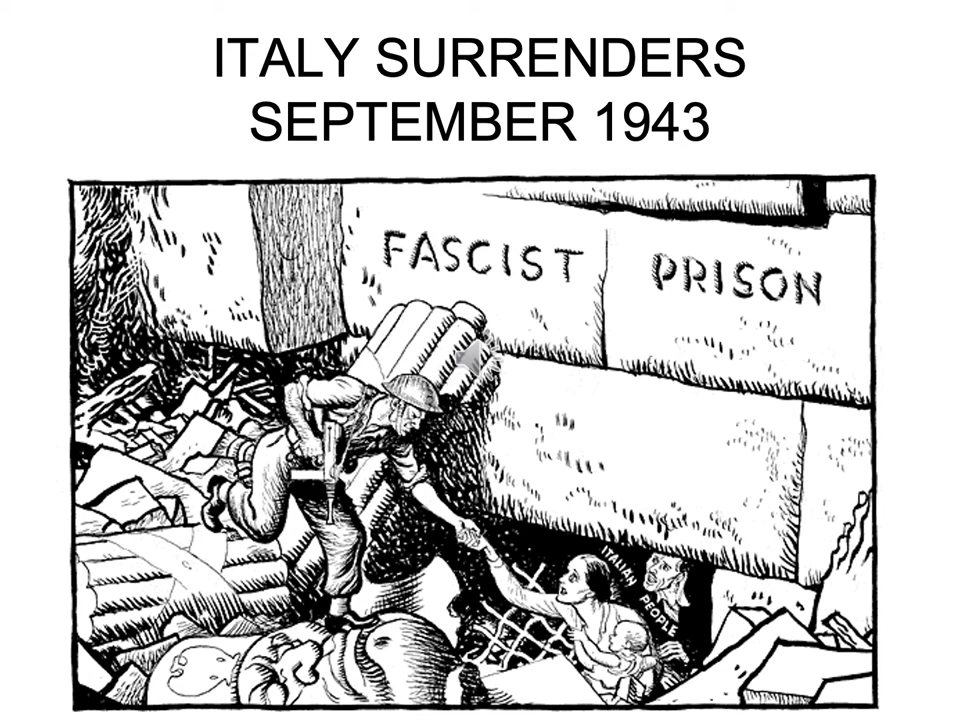 ITALY SURRENDERS
SEPTEMBER 1943
FASCIST PRISON
ITALIAN
PEOPLE